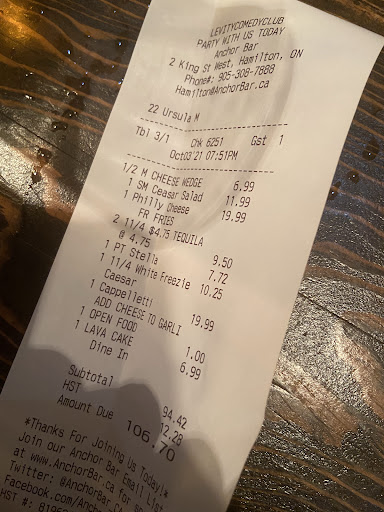 LEVITYCOMEDYCLUB
PARTY WITH US TODAY
Anchor Bar
2 King St West, Hamilton, ON
Phone#: 905-308-7888
Hamilton@AnchorBar.ca
22 Ursula M
Tbl 3/1 Chk 6251 Gst 1
Oct03'21 07:51PM
1/2 M CHEESE WEDGE 6.99
1 SM Ceasar Salad 11.99
1 Philly Cheese 19.99
FR FRIES
2 11/4 $4.75 TEQUILA
@ 4.75 9.50
1 PT Stella 7.72
1 11/4 White Freezie 10.25
Caesar
1 Cappelletti 19.99
ADD CHEESE TO GARLI
1 OPEN FOOD 1.00
1 LAVA CAKE 6.99
Dine In
Subtotal 94.42
HST 12.28
Amount Due 106.70
*Thanks For Joining Us Today!*
Join our Anchor Bar Email List
at www.AnchorBar.ca for
Twitter: @AnchorBar
Facebook.com/Ancho
HST #: